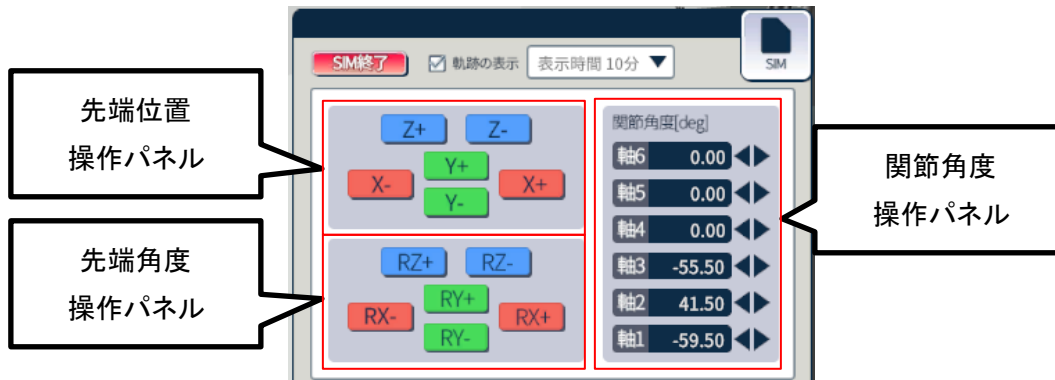 SIM終了
軌跡の表示
表示時間 10分
SIM
先端位置
操作パネル
Z+ Z-
Y+
X- X+
Y-
先端角度
操作パネル
RZ+ RZ-
RY+
RX- RX+
RY-
関節角度[deg]
軸6 0.00
軸5 0.00
軸4 0.00
軸3 -55.50
軸2 41.50
軸1 -59.50
関節角度
操作パネル